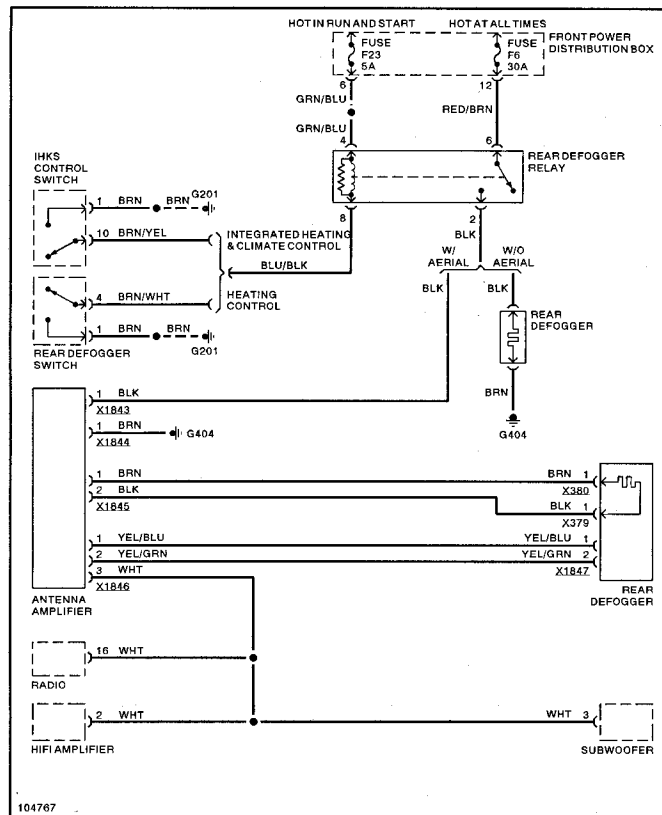 HOT IN RUN AND START
HOT AT ALL TIMES
FUSE
F23
5A
FUSE
F6
30A
FRONT POWER
DISTRIBUTION BOX
6
12
GRN/BLU
RED/BRN
GRN/BLU
4
6
REAR DEFOGGER
RELAY
8
2
BLK
IHKS
CONTROL
SWITCH
1 BRN BRN G201
10 BRN/YEL
INTEGRATED HEATING
& CLIMATE CONTROL
BLU/BLK
4 BRN/WHT
HEATING
CONTROL
1 BRN BRN
G201
REAR DEFOGGER
SWITCH
W/
AERIAL
W/O
AERIAL
BLK
BLK
REAR
DEFOGGER
BRN
G404
1 BLK
X1843
1 BRN
X1844
G404
1 BRN
2 BLK
X1845
BRN 1
X380
BLK 1
X379
1 YEL/BLU
2 YEL/GRN
3 WHT
X1846
YEL/BLU 1
YEL/GRN 2
X1847
ANTENNA
AMPLIFIER
REAR
DEFOGGER
16 WHT
RADIO
2 WHT
HIFI AMPLIFIER
WHT 3
SUBWOOFER
104767